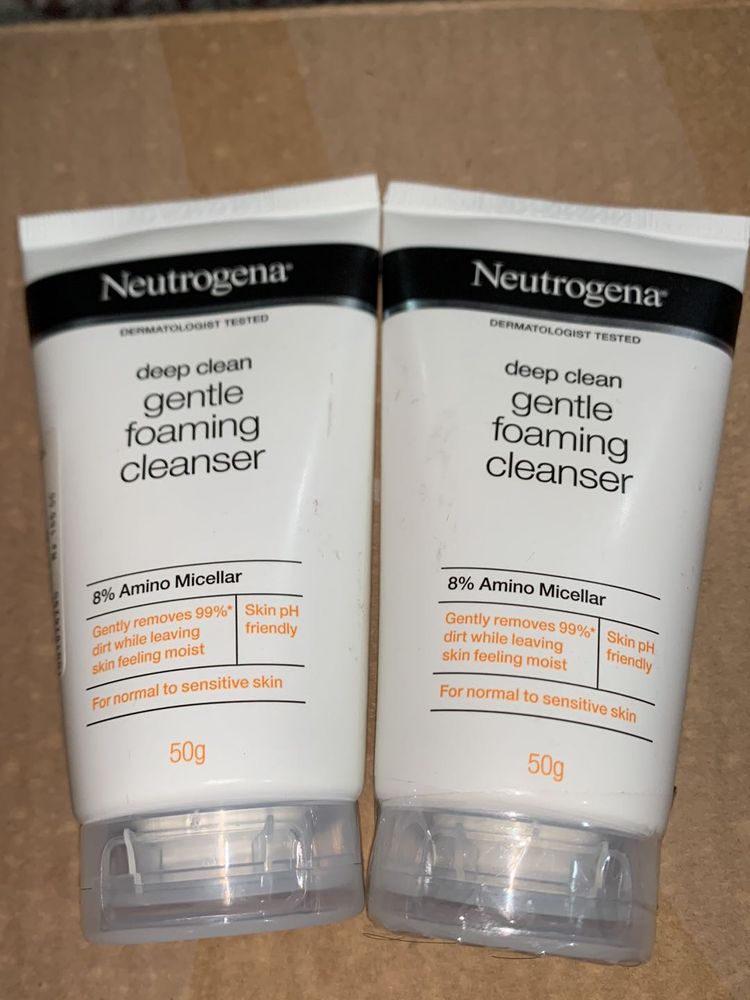 Neutrogena®
DERMATOLOGIST TESTED
deep clean
gentle
foaming
cleanser
8% Amino Micellar
Gently removes 99%*
dirt while leaving
skin feeling moist
Skin pH
friendly
For normal to sensitive skin
50g
Neutrogena®
DERMATOLOGIST TESTED
deep clean
gentle
foaming
cleanser
8% Amino Micellar
Gently removes 99%*
dirt while leaving
skin feeling moist
Skin pH
friendly
For normal to sensitive skin
50g